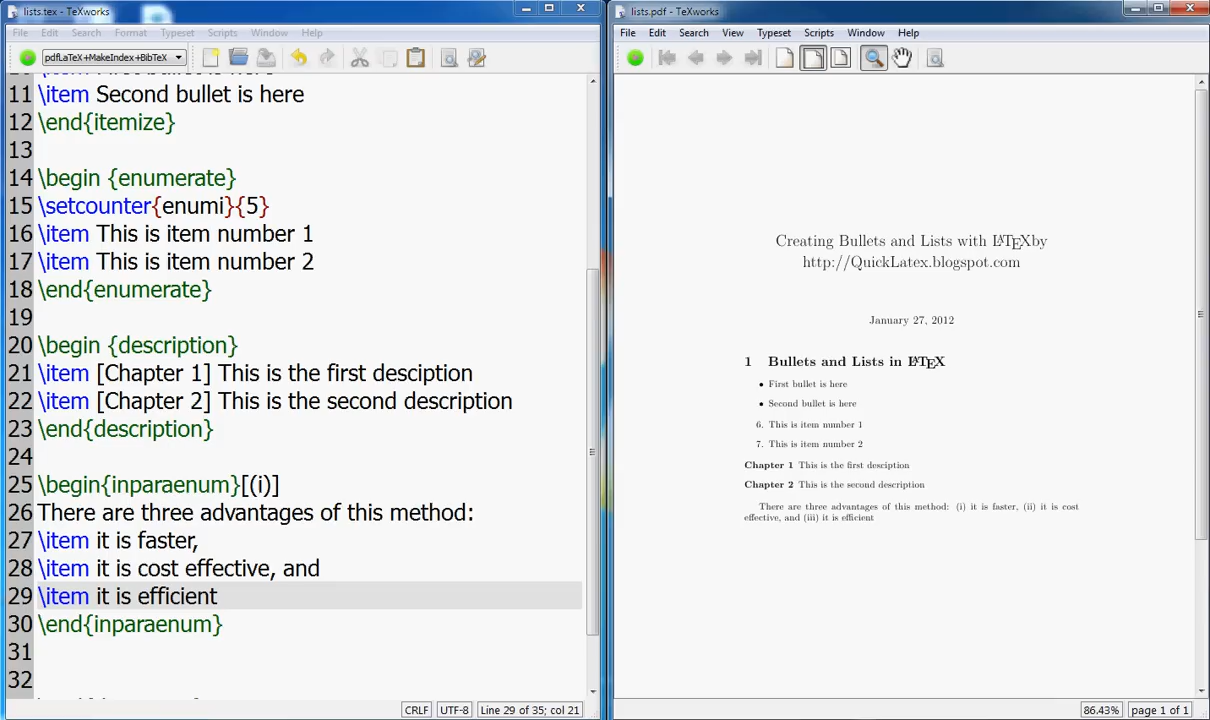 lists.tex - TeXworks
File Edit Search Format Typeset Scripts Window Help
pdfLaTeX+MakeIndex+BibTeX
11 \item Second bullet is here
12 \end{itemize}
13
14 \begin {enumerate}
15 \setcounter{enumi}{5}
16 \item This is item number 1
17 \item This is item number 2
18 \end{enumerate}
19
20 \begin {description}
21 \item [Chapter 1] This is the first desciption
22 \item [Chapter 2] This is the second description
23 \end{description}
24
25 \begin{inparaenum}[(i)]
26 There are three advantages of this method:
27 \item it is faster,
28 \item it is cost effective, and
29 \item it is efficient
30 \end{inparaenum}
31
32
CRLF UTF-8 Line 29 of 35; col 21
lists.pdf - TeXworks
File Edit Search View Typeset Scripts Window Help
Creating Bullets and Lists with LATEXby
http://QuickLatex.blogspot.com
January 27, 2012
1 Bullets and Lists in LATEX
• First bullet is here
• Second bullet is here
6. This is item number 1
7. This is item number 2
Chapter 1 This is the first desciption
Chapter 2 This is the second description
There are three advantages of this method: (i) it is faster, (ii) it is cost
effective, and (iii) it is efficient
86.43% page 1 of 1